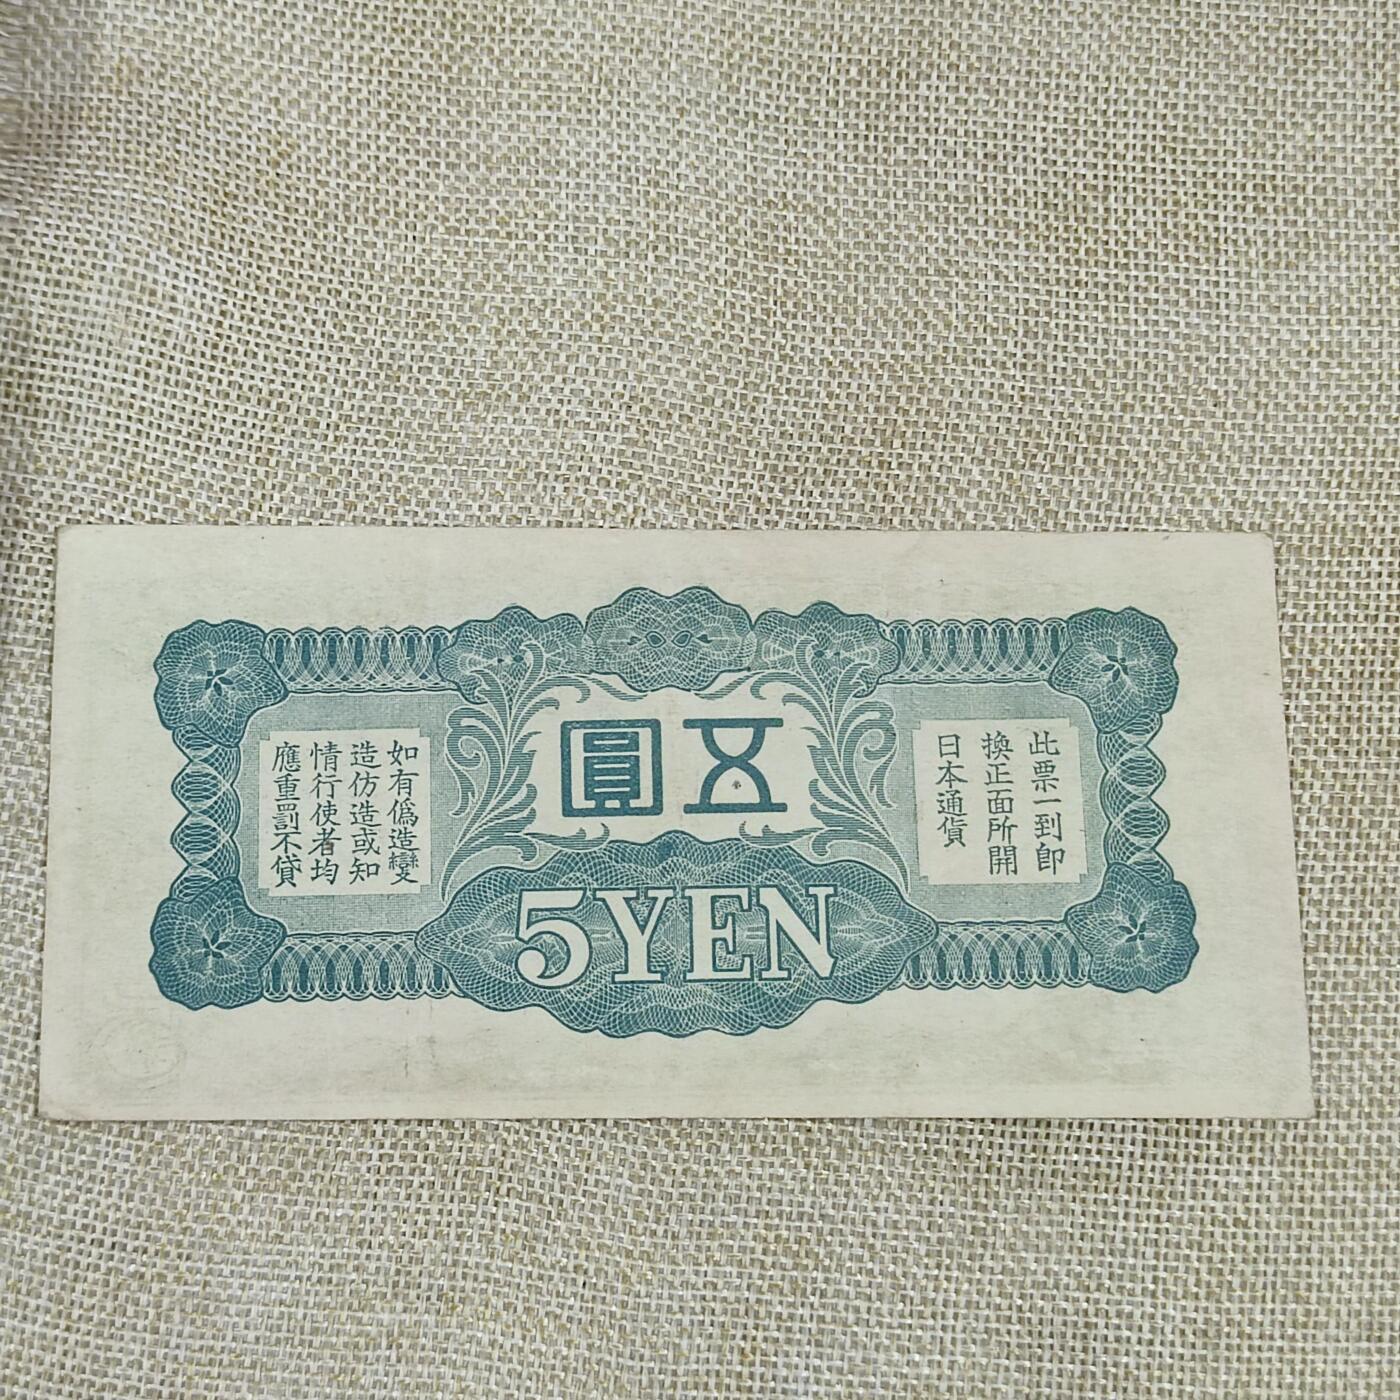 此票一到即
換正面所開
日本通貨
五圓
如有僞造變
造仿造或知
情行使者均
應重罰不貸
5YEN